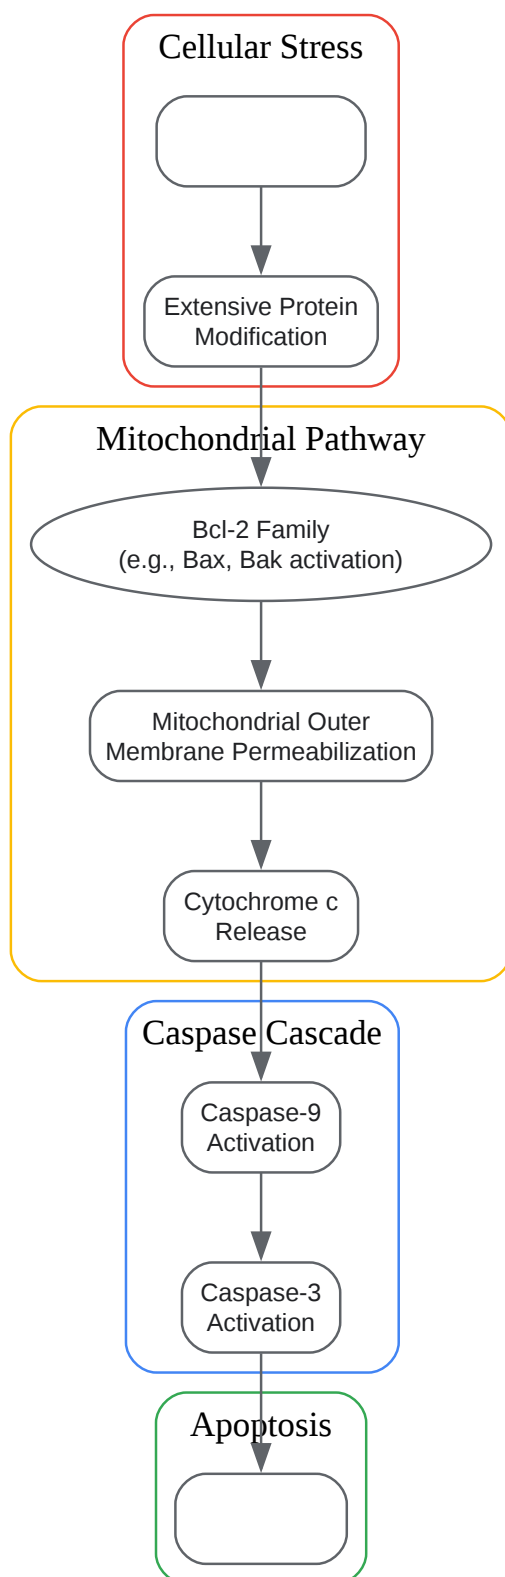 Cellular Stress
Extensive Protein
Modification
Mitochondrial Pathway
Bcl-2 Family
(e.g., Bax, Bak activation)
Mitochondrial Outer
Membrane Permeabilization
Cytochrome c
Release
Caspase Cascade
Caspase-9
Activation
Caspase-3
Activation
Apoptosis